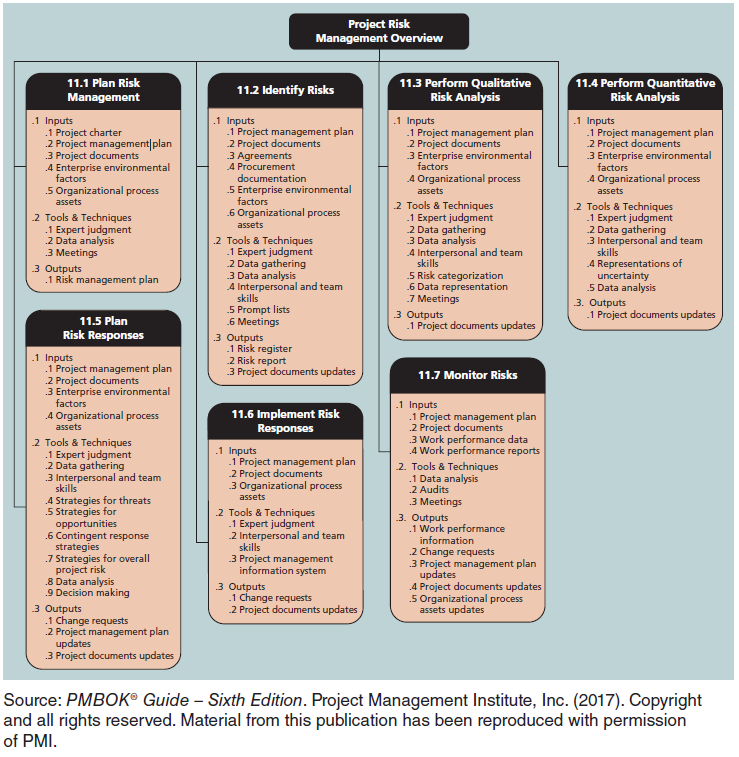 Project Risk
Management Overview
11.1 Plan Risk
Management
.1 Inputs
.1 Project charter
.2 Project management plan
.3 Project documents
.4 Enterprise environmental
factors
.5 Organizational process
assets
.2 Tools & Techniques
.1 Expert judgment
.2 Data analysis
.3 Meetings
.3 Outputs
.1 Risk management plan
11.2 Identify Risks
.1 Inputs
.1 Project management plan
.2 Project documents
.3 Agreements
.4 Procurement
documentation
.5 Enterprise environmental
factors
.6 Organizational process
assets
.2 Tools & Techniques
.1 Expert judgment
.2 Data gathering
.3 Data analysis
.4 Interpersonal and team
skills
.5 Prompt lists
.6 Meetings
.3 Outputs
.1 Risk register
.2 Risk report
.3 Project documents updates
11.3 Perform Qualitative
Risk Analysis
.1 Inputs
.1 Project management plan
.2 Project documents
.3 Enterprise environmental
factors
.4 Organizational process
assets
.2 Tools & Techniques
.1 Expert judgment
.2 Data gathering
.3 Data analysis
.4 Interpersonal and team
skills
.5 Risk categorization
.6 Data representation
.7 Meetings
.3 Outputs
.1 Project documents updates
11.4 Perform Quantitative
Risk Analysis
.1 Inputs
.1 Project management plan
.2 Project documents
.3 Enterprise environmental
factors
.4 Organizational process
assets
.2 Tools & Techniques
.1 Expert judgment
.2 Data gathering
.3 Interpersonal and team
skills
.4 Representations of
uncertainty
.5 Data analysis
.3. Outputs
.1 Project documents updates
11.5 Plan
Risk Responses
.1 Inputs
.1 Project management plan
.2 Project documents
.3 Enterprise environmental
factors
.4 Organizational process
assets
.2 Tools & Techniques
.1 Expert judgment
.2 Data gathering
.3 Interpersonal and team
skills
.4 Strategies for threats
.5 Strategies for
opportunities
.6 Contingent response
strategies
.7 Strategies for overall
project risk
.8 Data analysis
.9 Decision making
.3 Outputs
.1 Change requests
.2 Project management plan
updates
.3 Project documents updates
11.6 Implement Risk
Responses
.1 Inputs
.1 Project management plan
.2 Project documents
.3 Organizational process
assets
.2 Tools & Techniques
.1 Expert judgment
.2 Interpersonal and team
skills
.3 Project management
information system
.3 Outputs
.1 Change requests
.2 Project documents updates
11.7 Monitor Risks
.1 Inputs
.1 Project management plan
.2 Project documents
.3 Work performance data
.4 Work performance reports
.2. Tools & Techniques
.1 Data analysis
.2 Audits
.3 Meetings
.3. Outputs
.1 Work performance
information
.2 Change requests
.3 Project management plan
updates
.4 Project documents updates
.5 Organizational process
assets updates
Source: PMBOK® Guide – Sixth Edition. Project Management Institute, Inc. (2017). Copyright
and all rights reserved. Material from this publication has been reproduced with permission
of PMI.